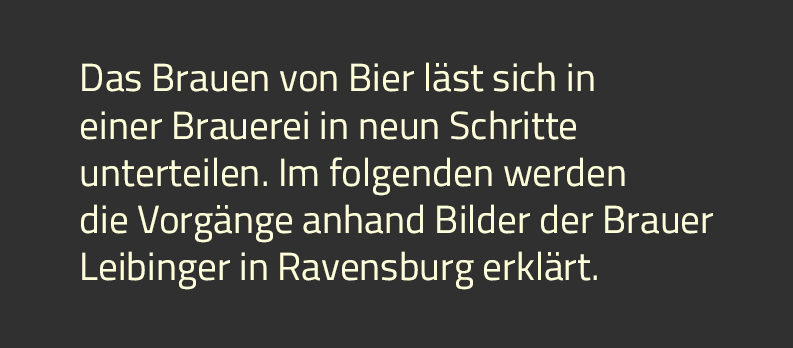 Das Brauen von Bier läst sich in
einer Brauerei in neun Schritte
unterteilen. Im folgenden werden
die Vorgänge anhand Bilder der Brauer
Leibinger in Ravensburg erklärt.